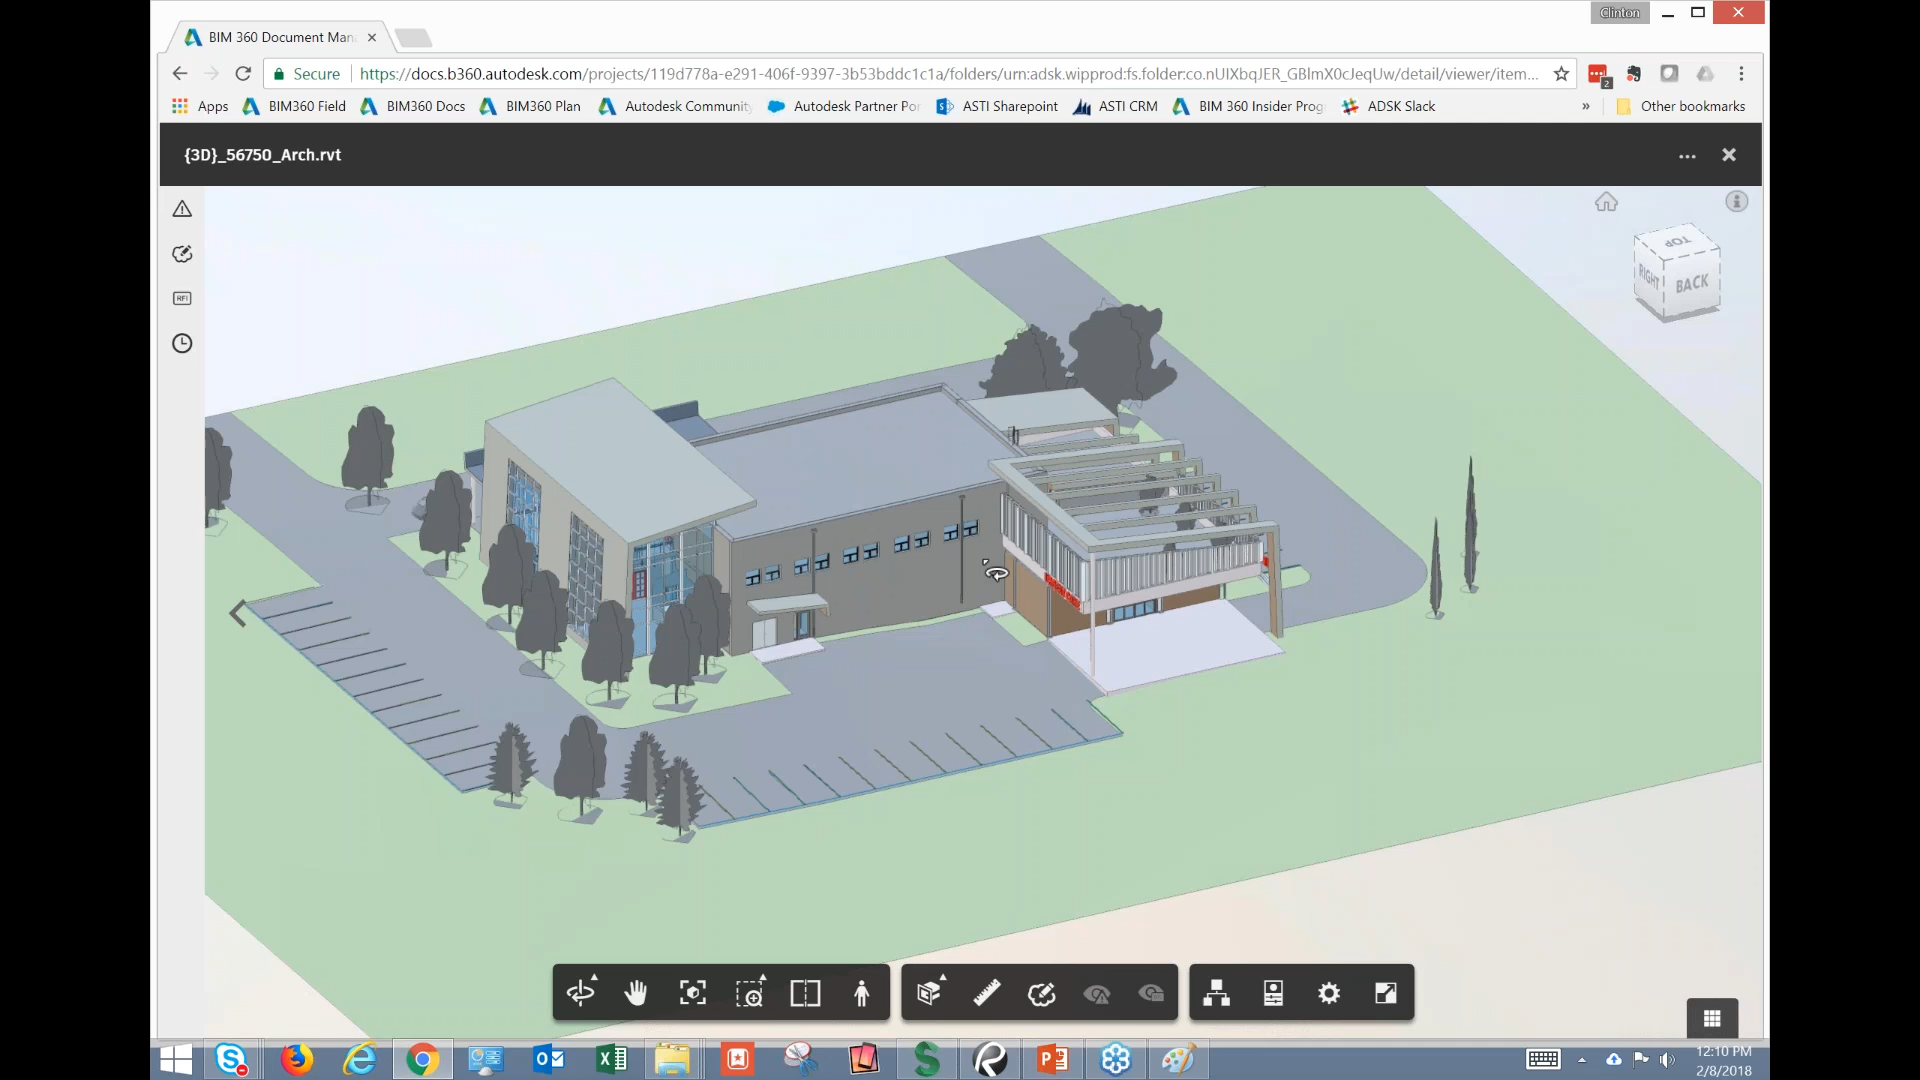 Clinton
BIM 360 Document Man
Secure
https://docs.b360.autodesk.com/projects/119d778a-e291-406f-9397-3b53bddc1c1a/folders/urn:adsk.wipprod:fs.folder:co.nUIXbqJER_GBlmX0cJeqUw/detail/viewer/item...
2
Apps BIM360 Field BIM360 Docs BIM360 Plan Autodesk Community Autodesk Partner Por ASTI Sharepoint ASTI CRM BIM 360 Insider Prog ADSK Slack » Other bookmarks
{3D}_56750_Arch.rvt
RFI
TOP
RIGHT
BACK
12:10 PM
2/8/2018